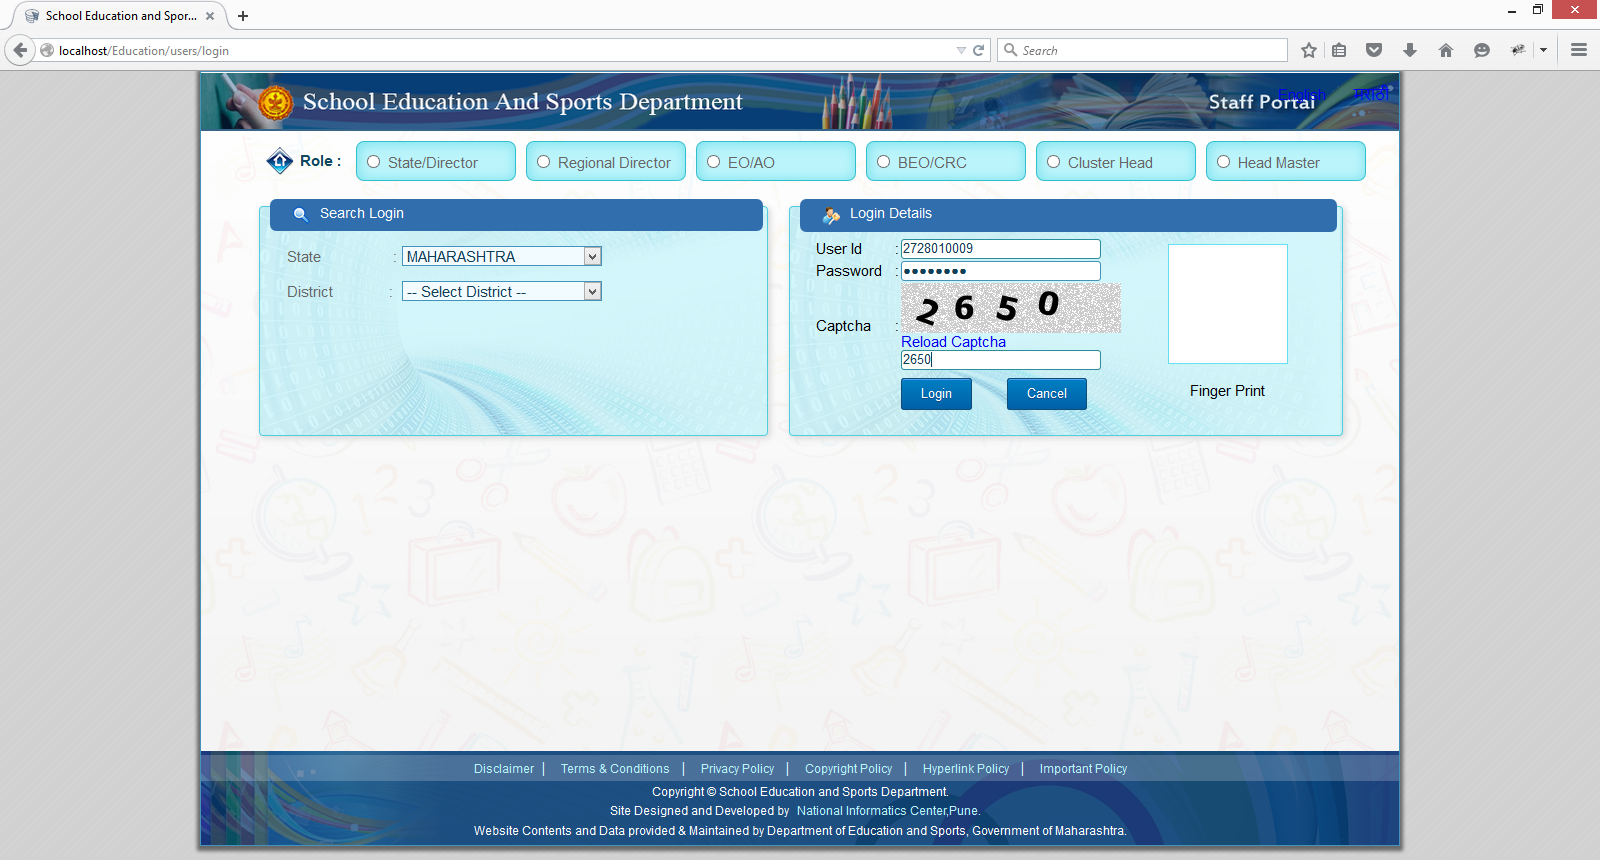 School Education and Spor...
localhost/Education/users/login
Search
School Education And Sports Department
Staff Portal
English
मराठी
Role :
State/Director
Regional Director
EO/AO
BEO/CRC
Cluster Head
Head Master
Search Login
State : MAHARASHTRA
District : -- Select District --
Login Details
User Id : 2728010009
Password : ●●●●●●●●
2650
Captcha :
Reload Captcha
2650
Login Cancel
Finger Print
Disclaimer | Terms & Conditions | Privacy Policy | Copyright Policy | Hyperlink Policy | Important Policy
Copyright © School Education and Sports Department.
Site Designed and Developed by National Informatics Center,Pune.
Website Contents and Data provided & Maintained by Department of Education and Sports, Government of Maharashtra.